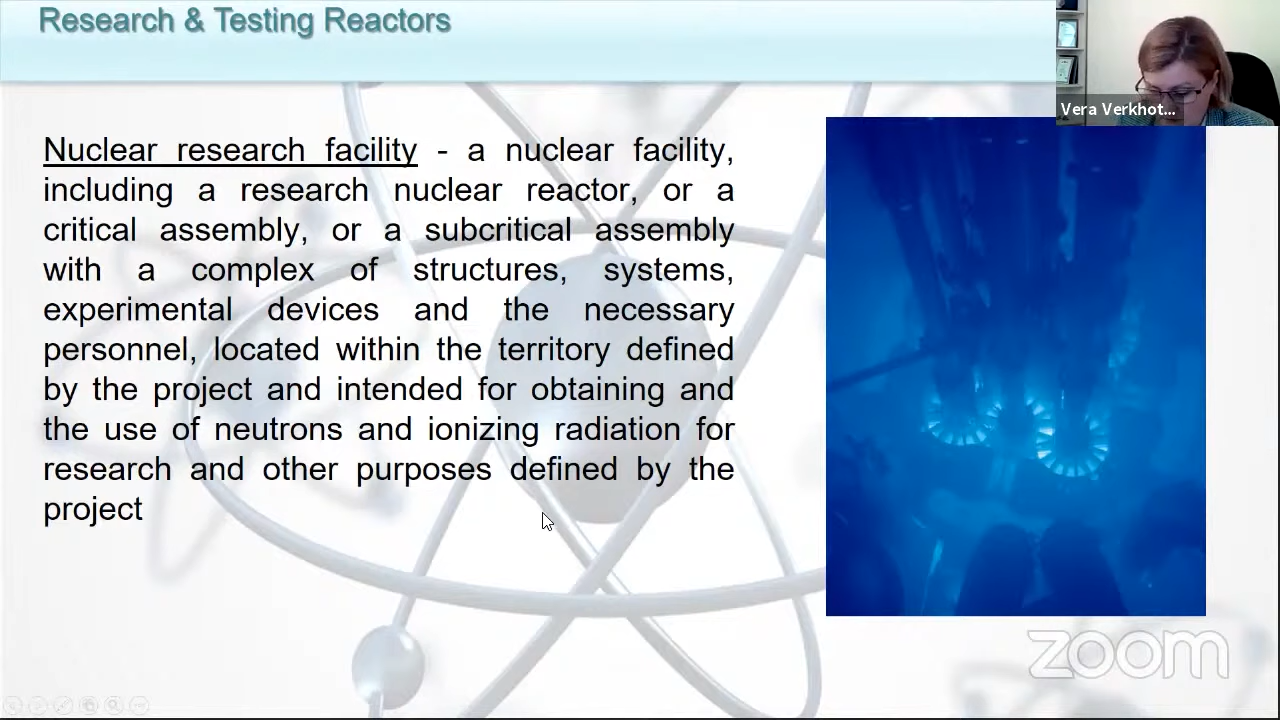 Research & Testing Reactors
Vera Verkhot...
Nuclear research facility - a nuclear facility,
including a research nuclear reactor, or a
critical assembly, or a subcritical assembly
with a complex of structures, systems,
experimental devices and the necessary
personnel, located within the territory defined
by the project and intended for obtaining and
the use of neutrons and ionizing radiation for
research and other purposes defined by the
project
zoom